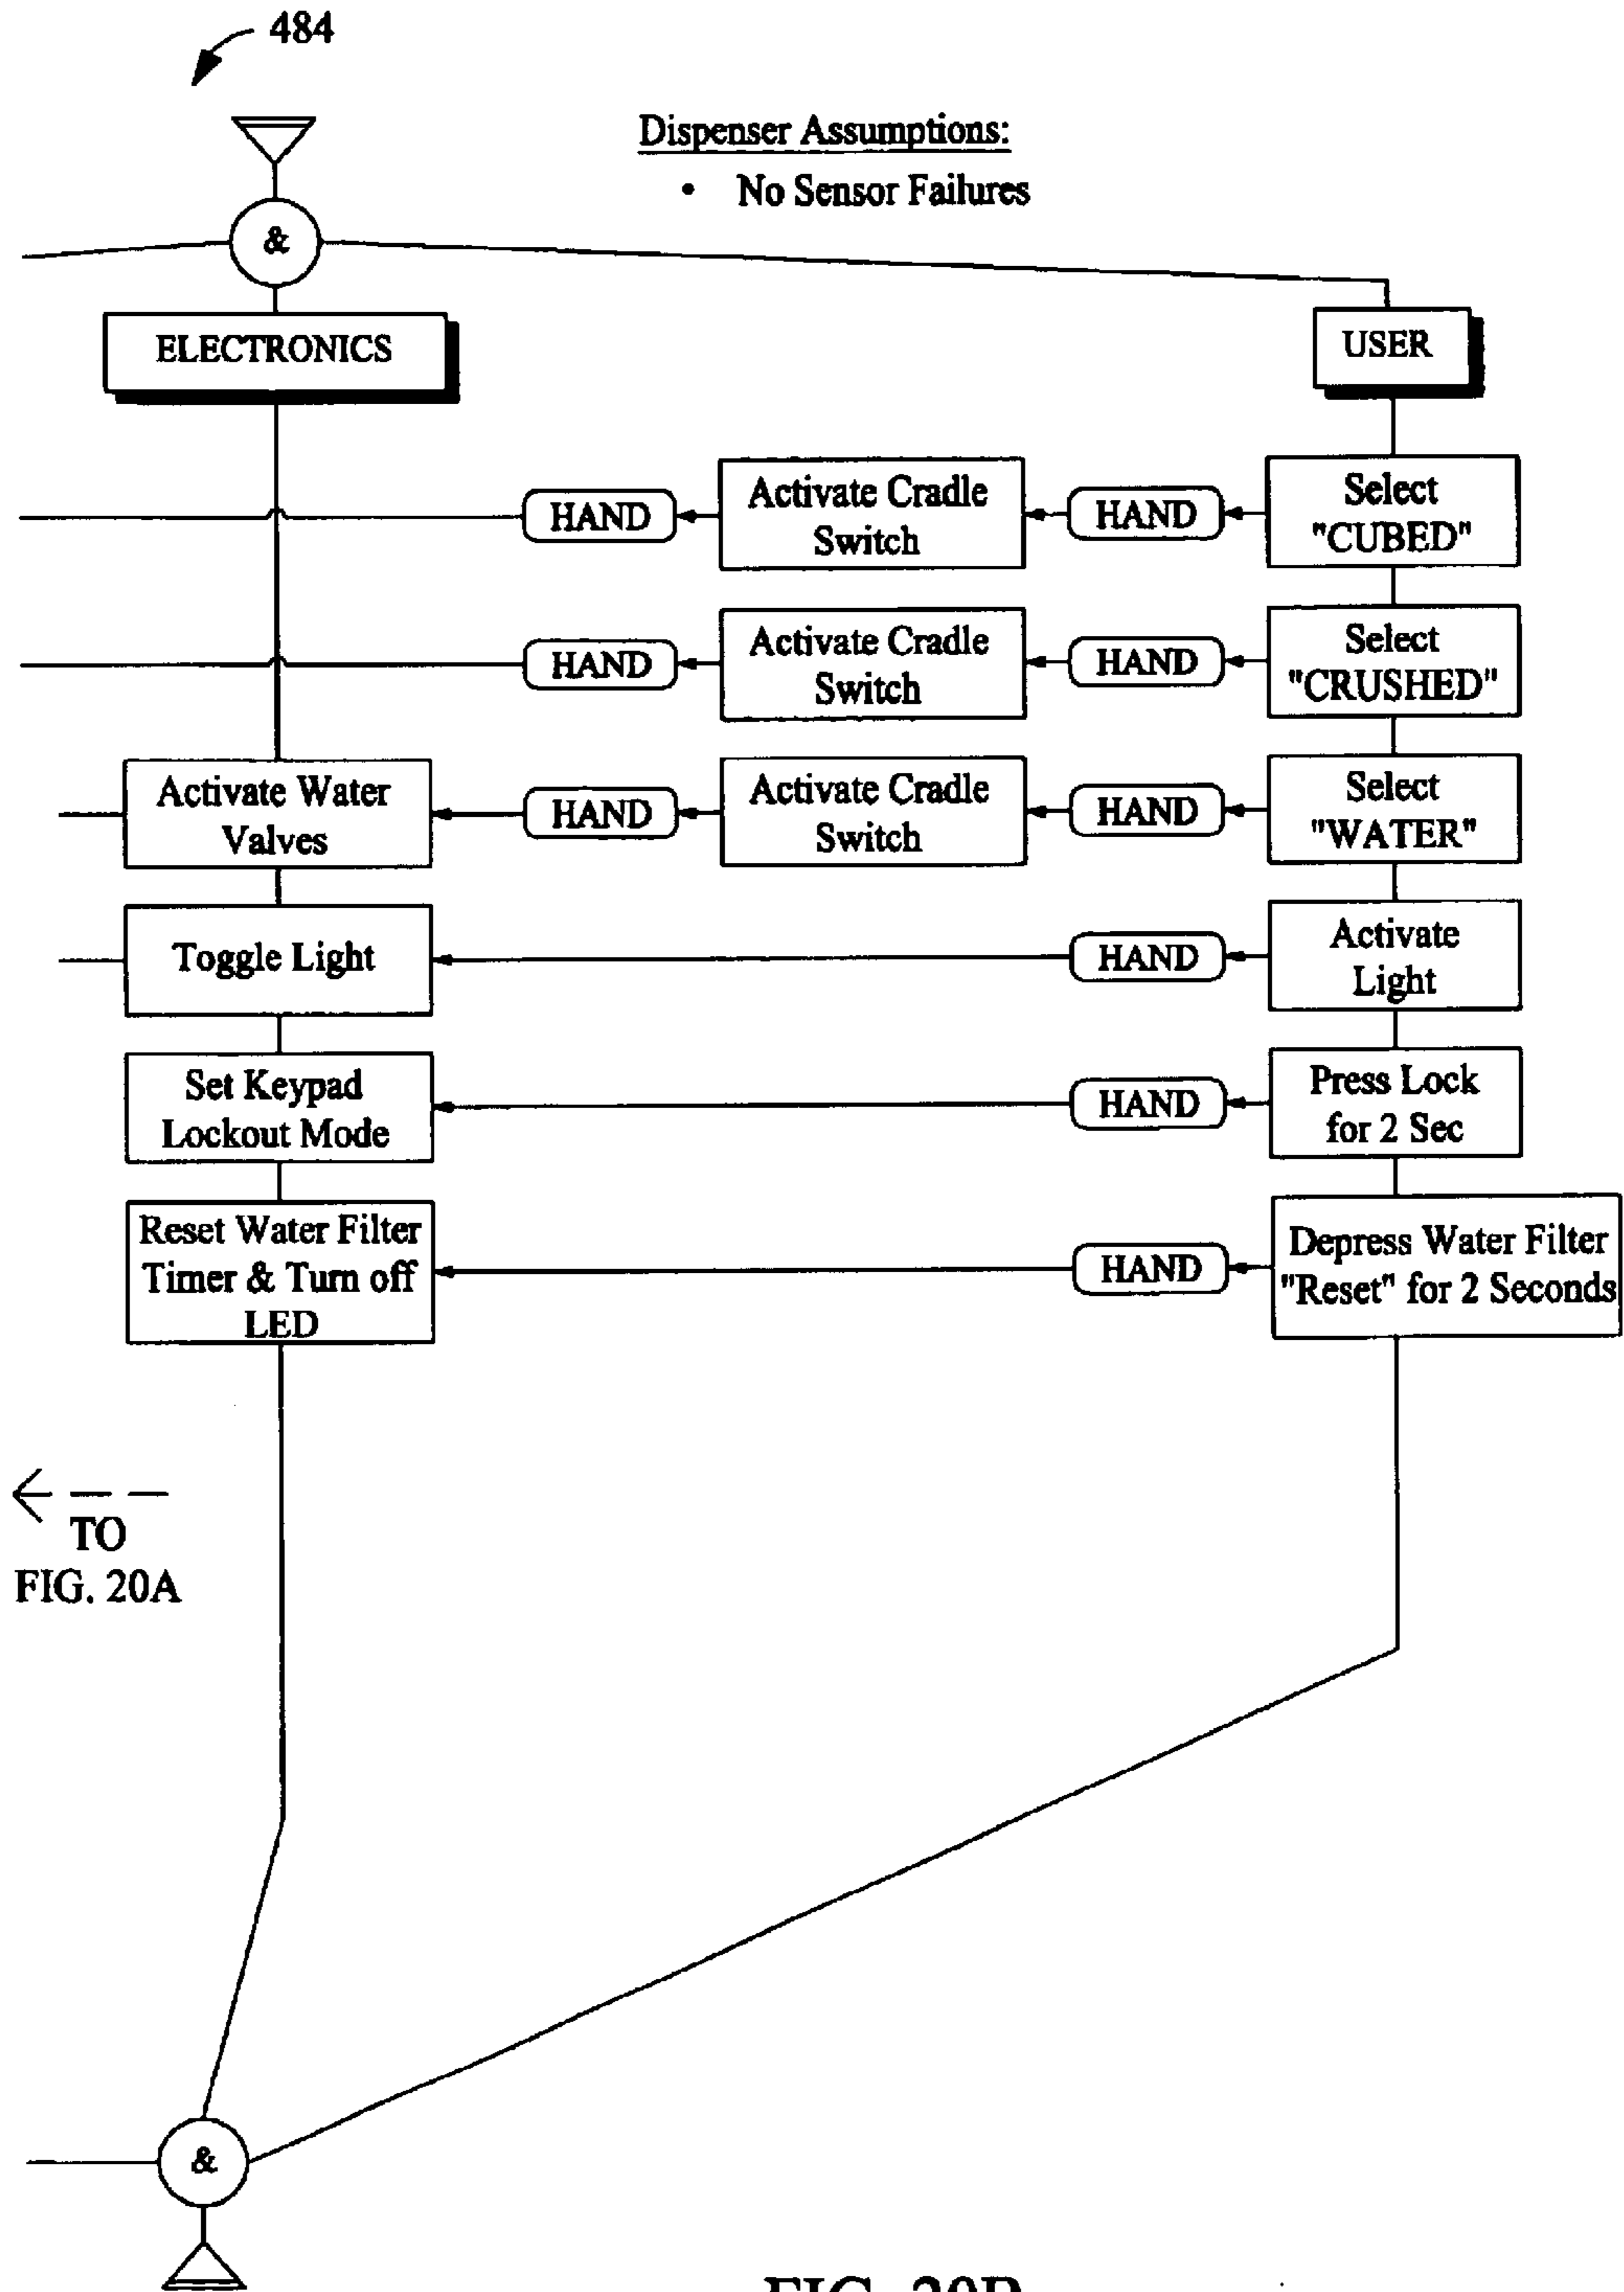 484
Dispenser Assumptions:
• No Sensor Failures
&
ELECTRONICS
USER
HAND
Activate Cradle
Switch
HAND
Select
"CUBED"
HAND
Activate Cradle
Switch
HAND
Select
"CRUSHED"
Activate Water
Valves
HAND
Activate Cradle
Switch
HAND
Select
"WATER"
Toggle Light
HAND
Activate
Light
Set Keypad
Lockout Mode
HAND
Press Lock
for 2 Sec
Reset Water Filter
Timer & Turn off
LED
HAND
Depress Water Filter
"Reset" for 2 Seconds
TO
FIG. 20A
&
FIG. 20B